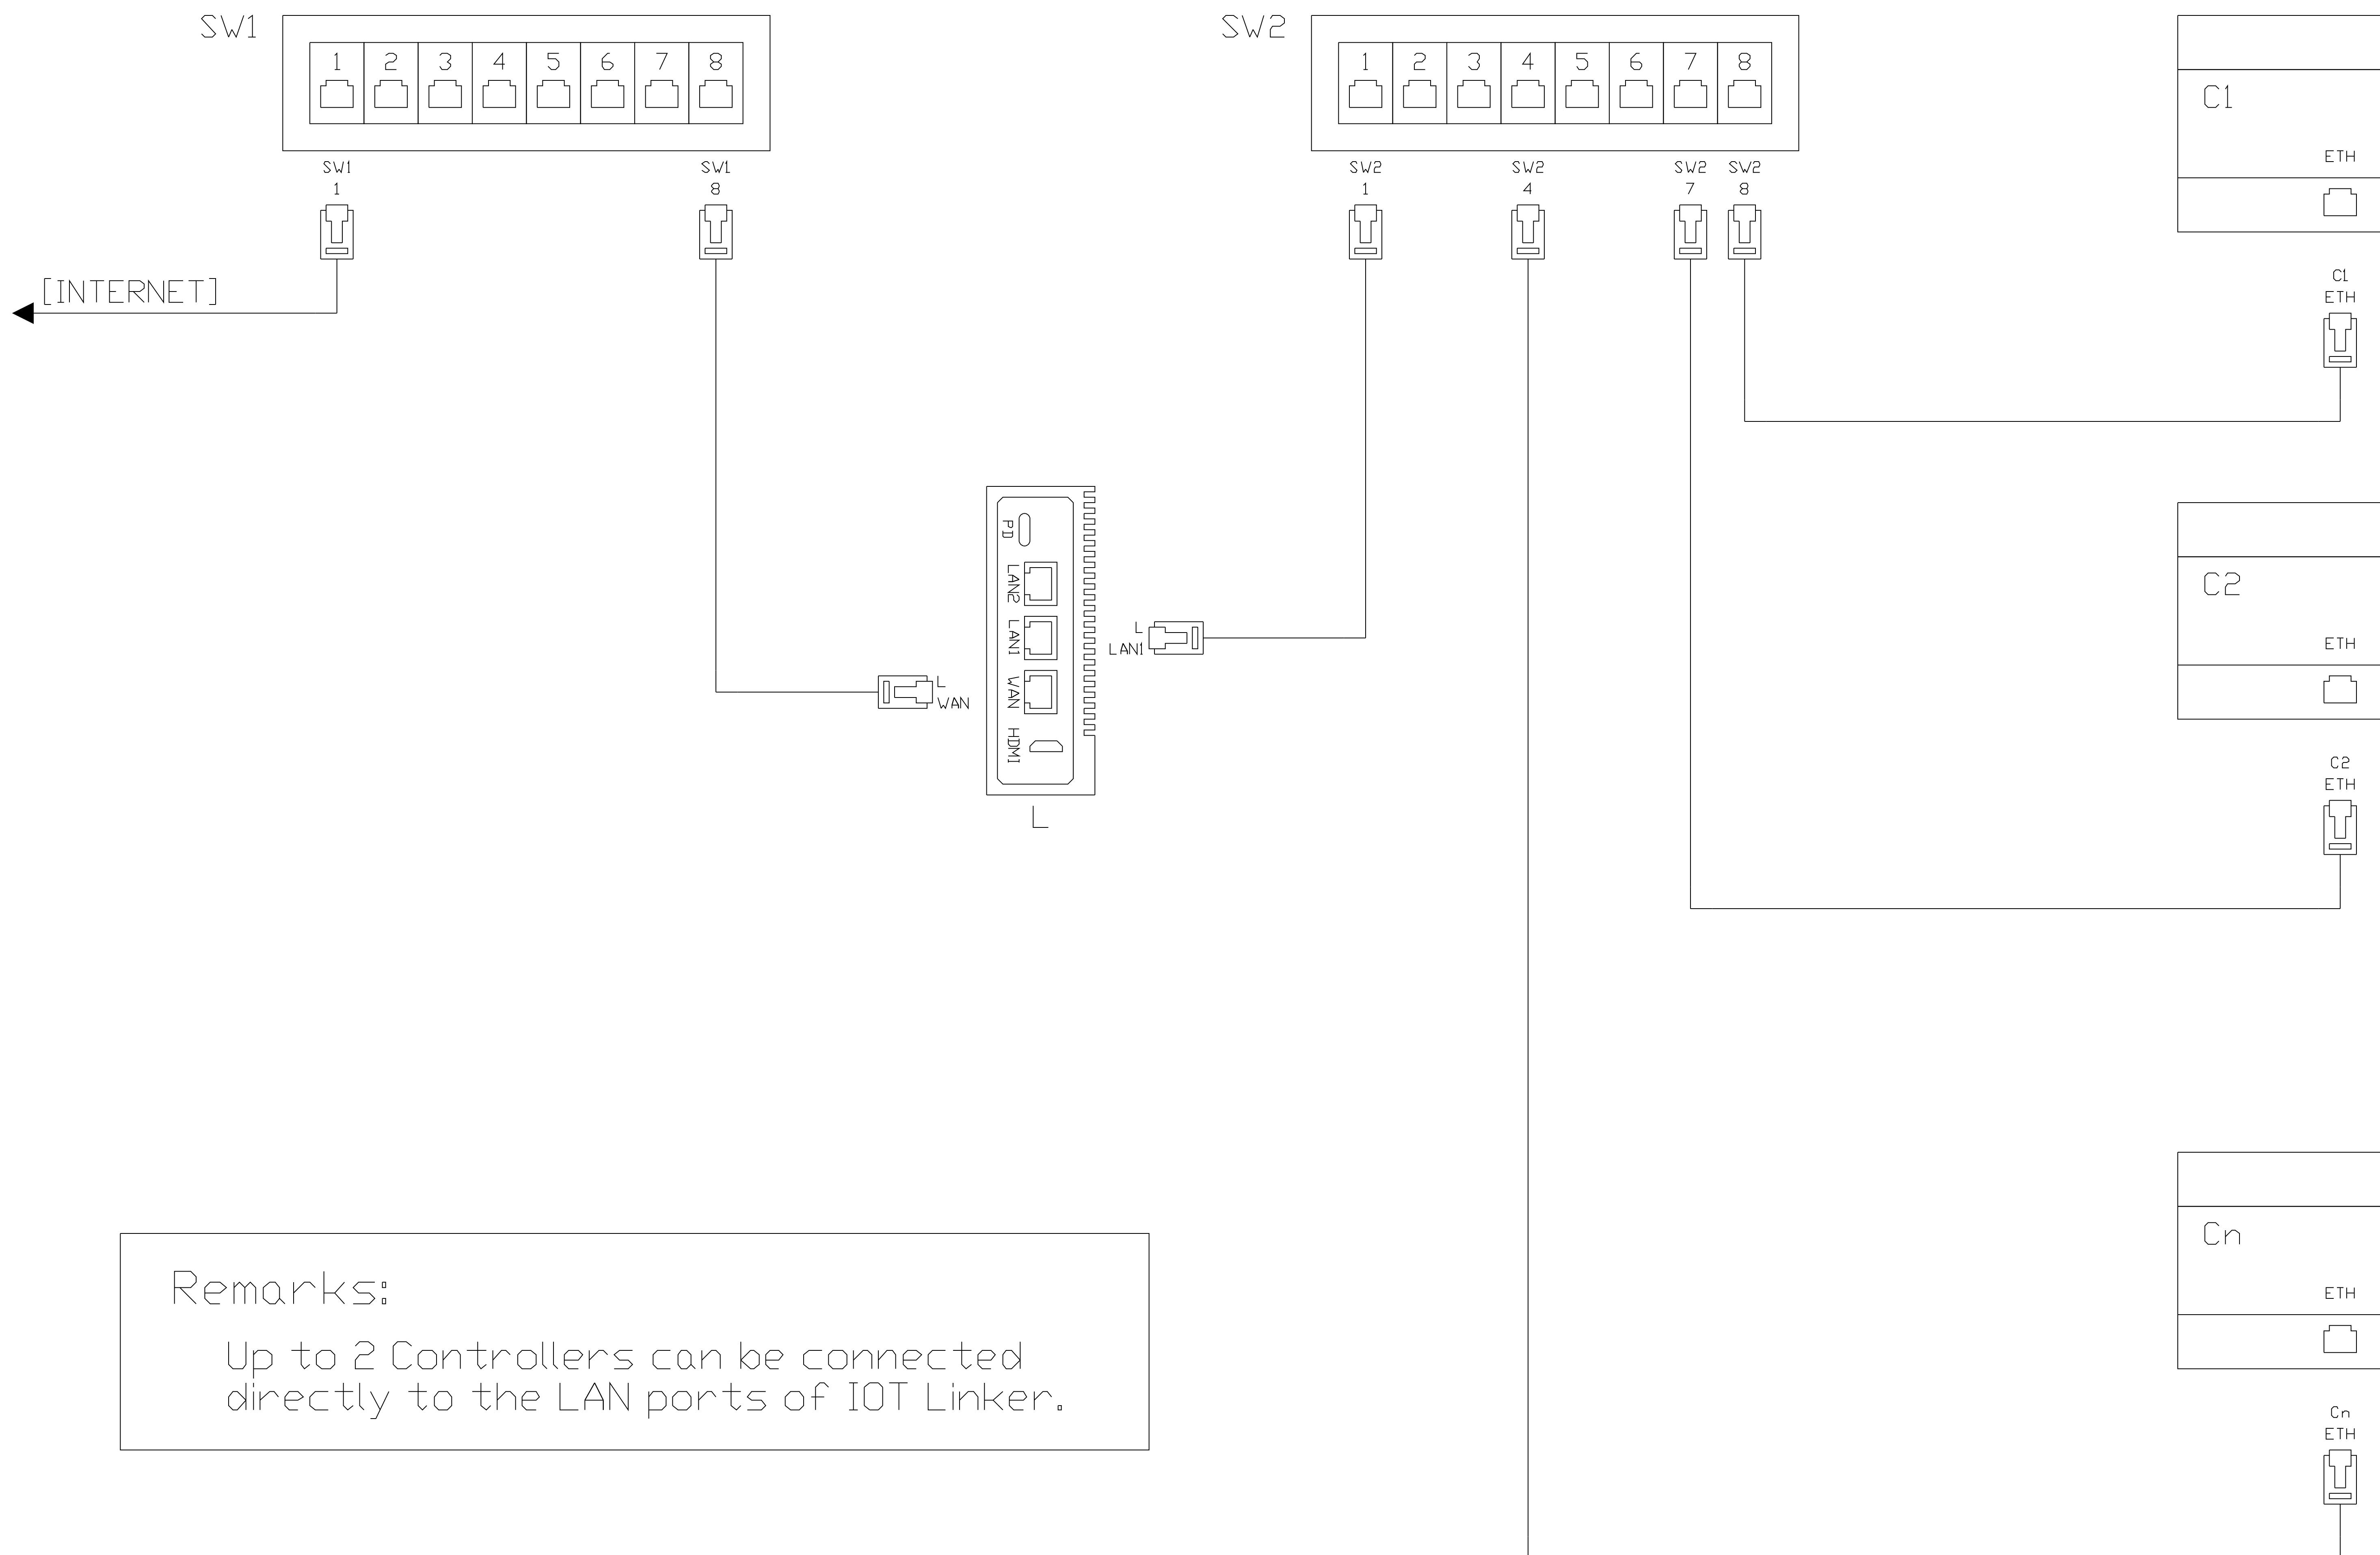 SW1
1 2 3 4 5 6 7 8
SW2
1 2 3 4 5 6 7 8
C1
ETH
SW1
1
SW1
8
SW2
1
SW2
4
SW2
7
SW2
8
[INTERNET]
C1
ETH
PD
LAN2
LAN1
WAN
HDMI
L
L
WAN
L
LAN1
C2
ETH
C2
ETH
Cn
ETH
Cn
ETH
Remarks:
Up to 2 Controllers can be connected
directly to the LAN ports of IOT Linker.